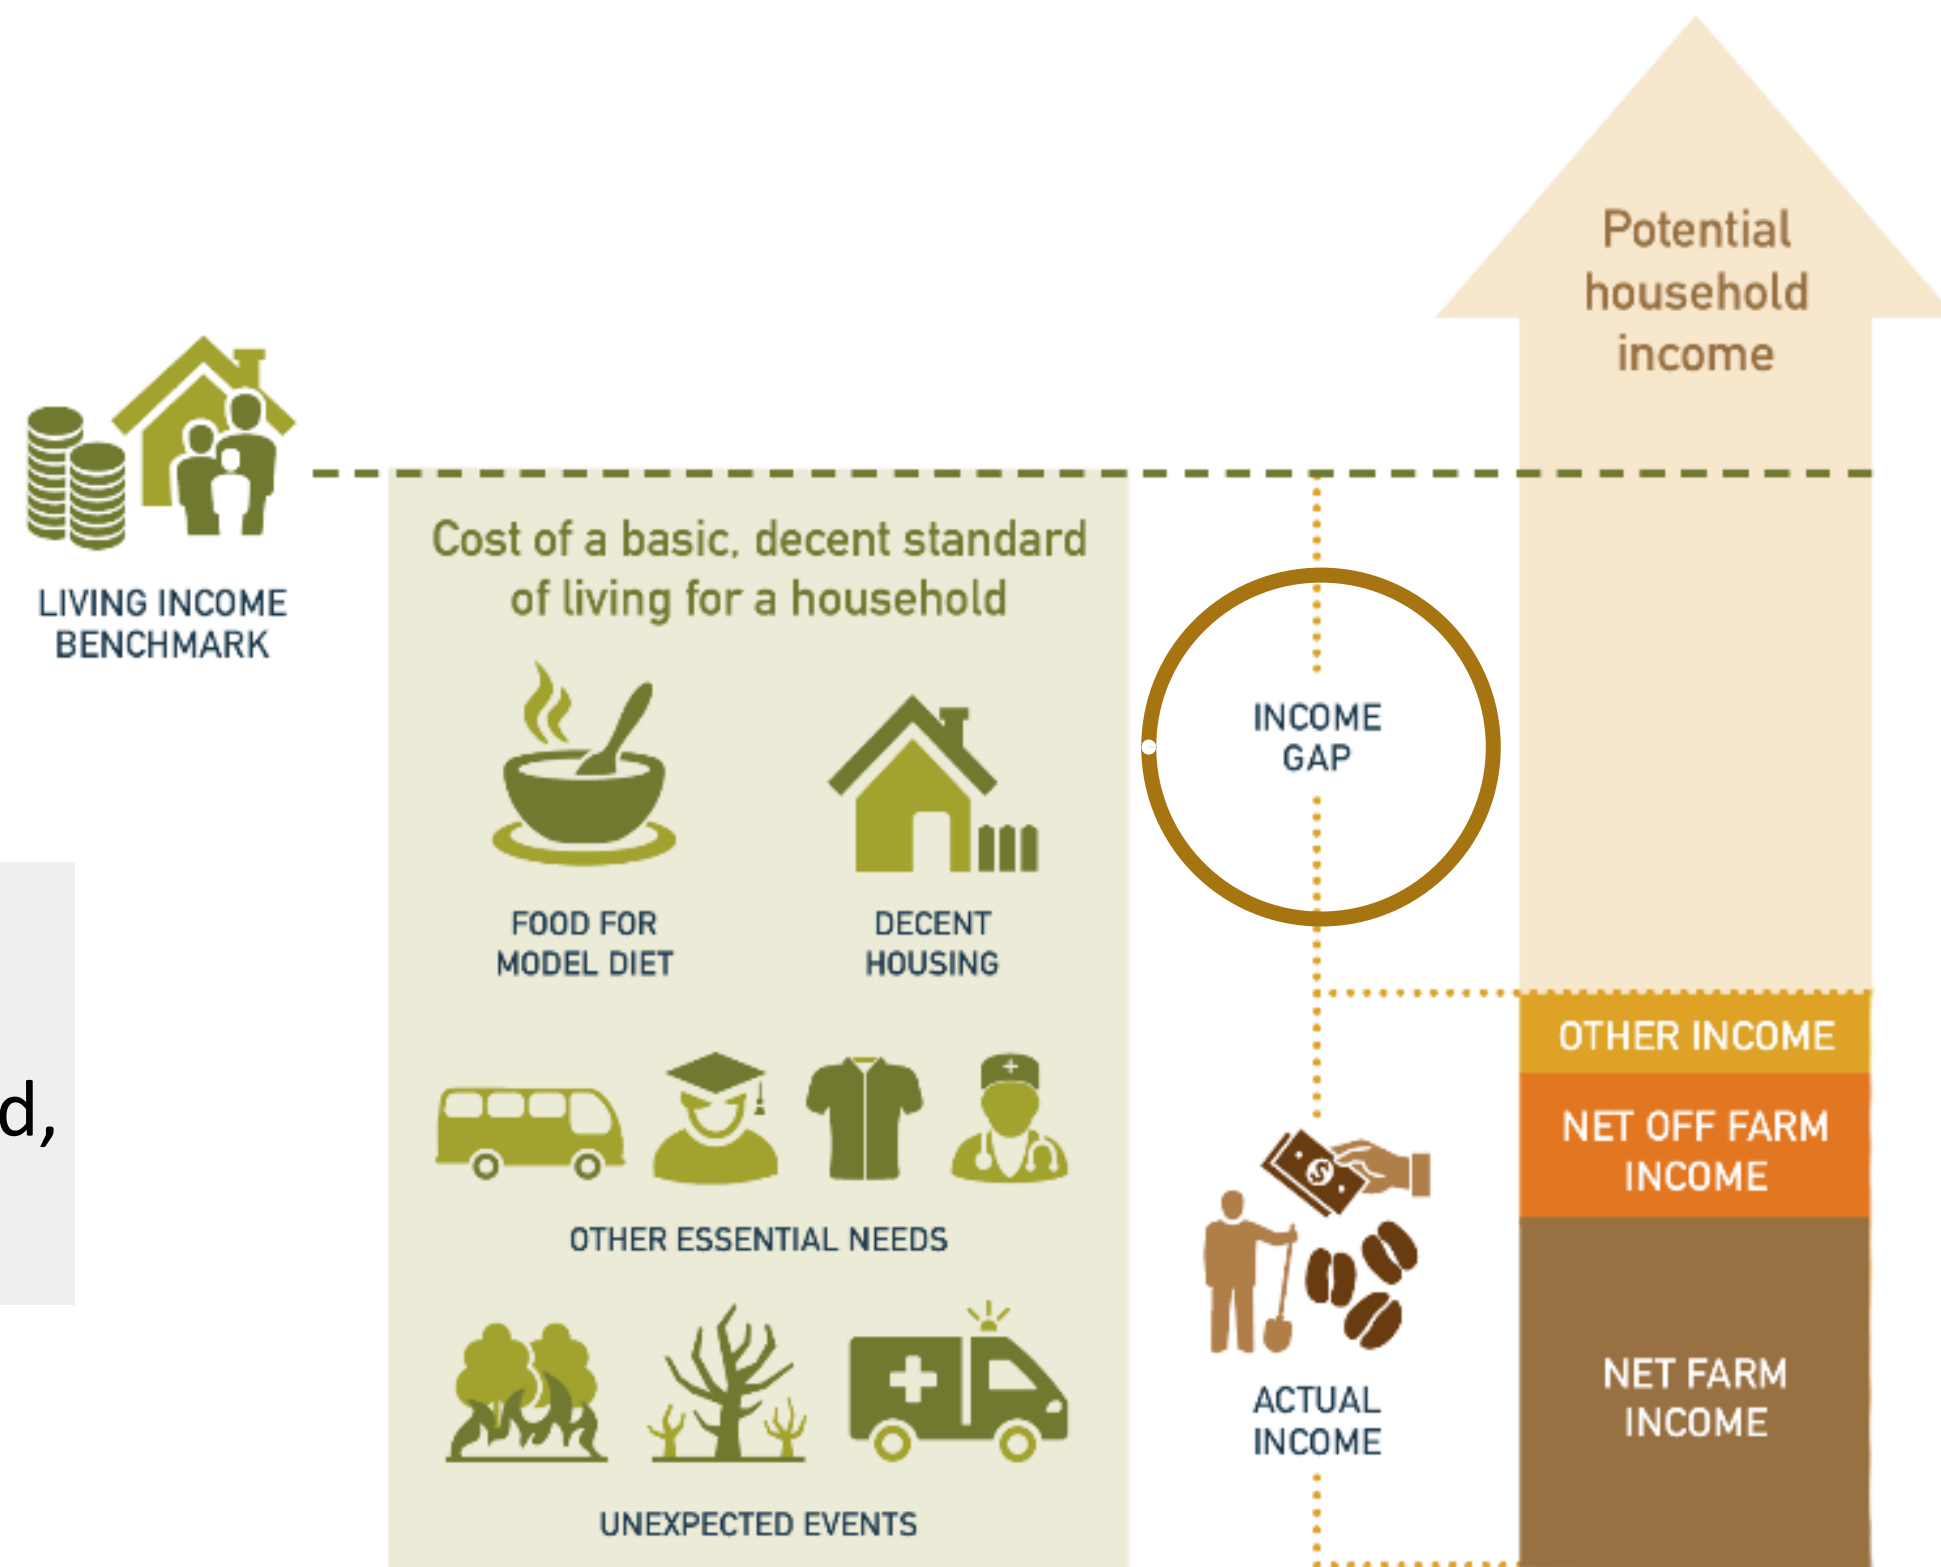 Potential
household
income
LIVING INCOME
BENCHMARK
Cost of a basic, decent standard
of living for a household
INCOME
GAP
FOOD FOR
MODEL DIET
DECENT
HOUSING
OTHER INCOME
d,
NET OFF FARM
INCOME
OTHER ESSENTIAL NEEDS
ACTUAL
INCOME
NET FARM
INCOME
UNEXPECTED EVENTS